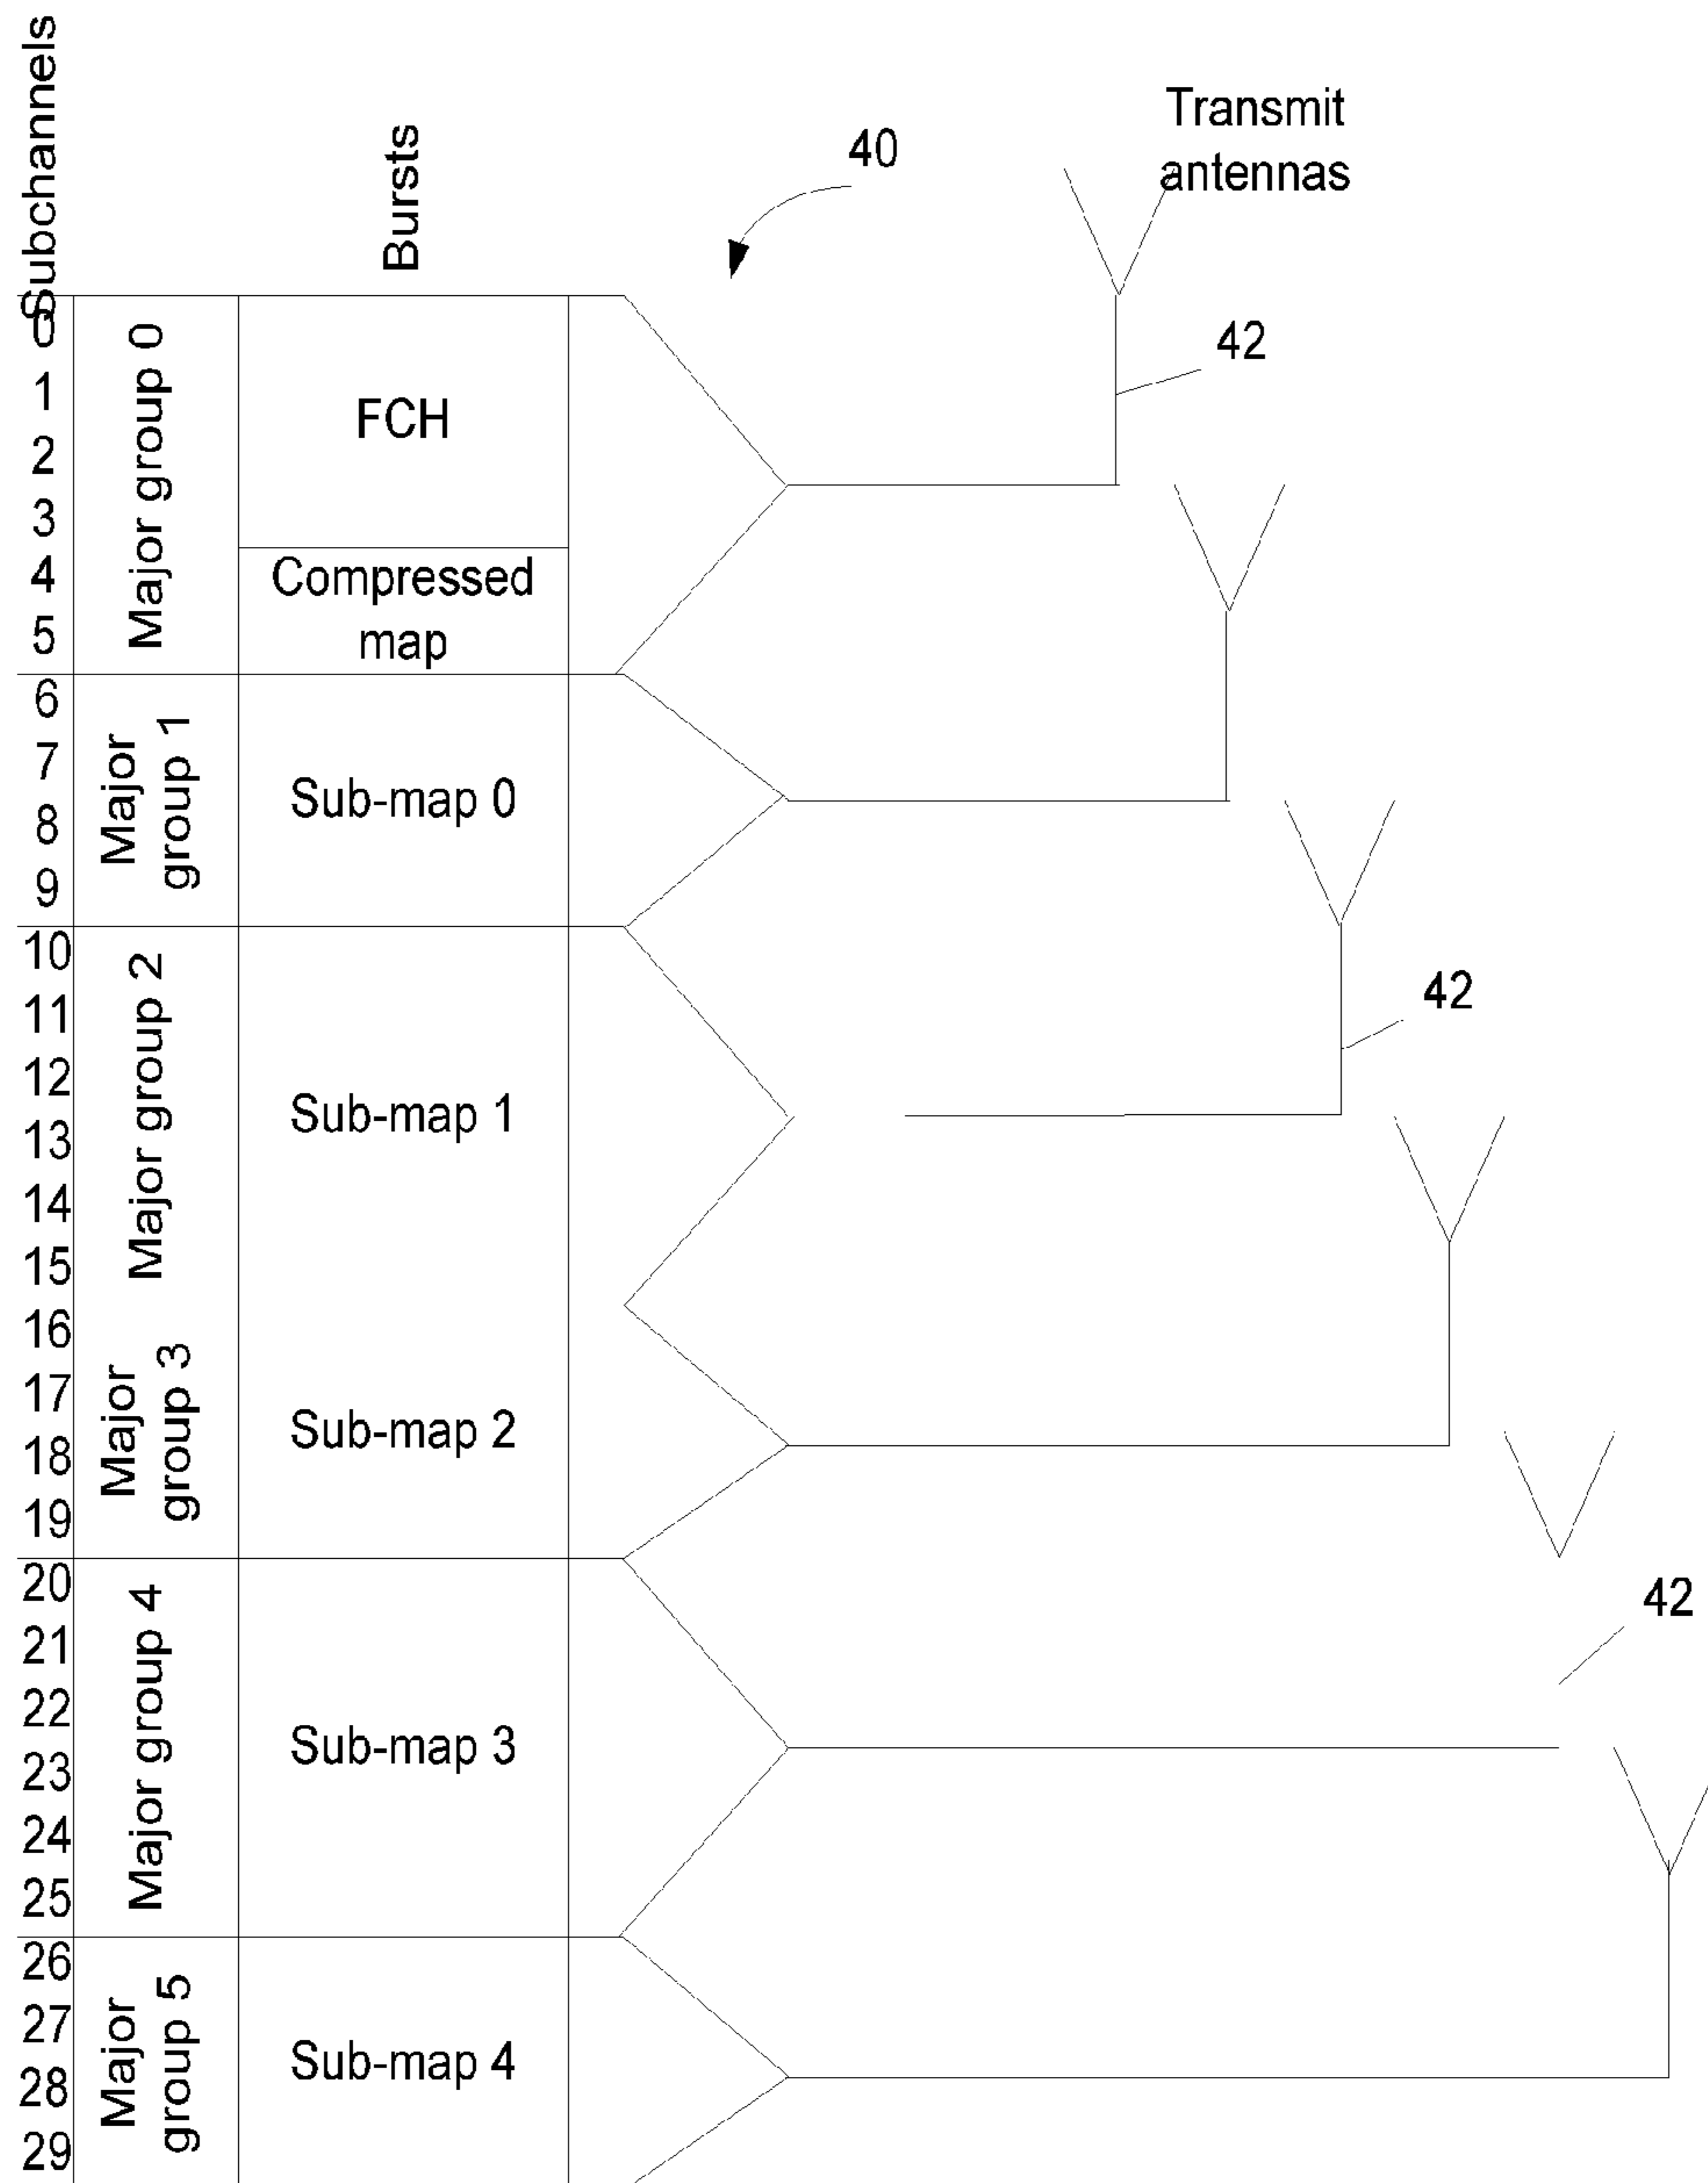 Subchannels
Bursts
40
Transmit
antennas
0
1
2
3
4
5
Major group 0
FCH
Compressed
map
42
6
7
8
9
Major
group 1
Sub-map 0
10
11
12
13
14
15
Major group 2
Sub-map 1
42
16
17
18
19
Major
group 3
Sub-map 2
20
21
22
23
24
25
Major group 4
Sub-map 3
42
26
27
28
29
Major
group 5
Sub-map 4